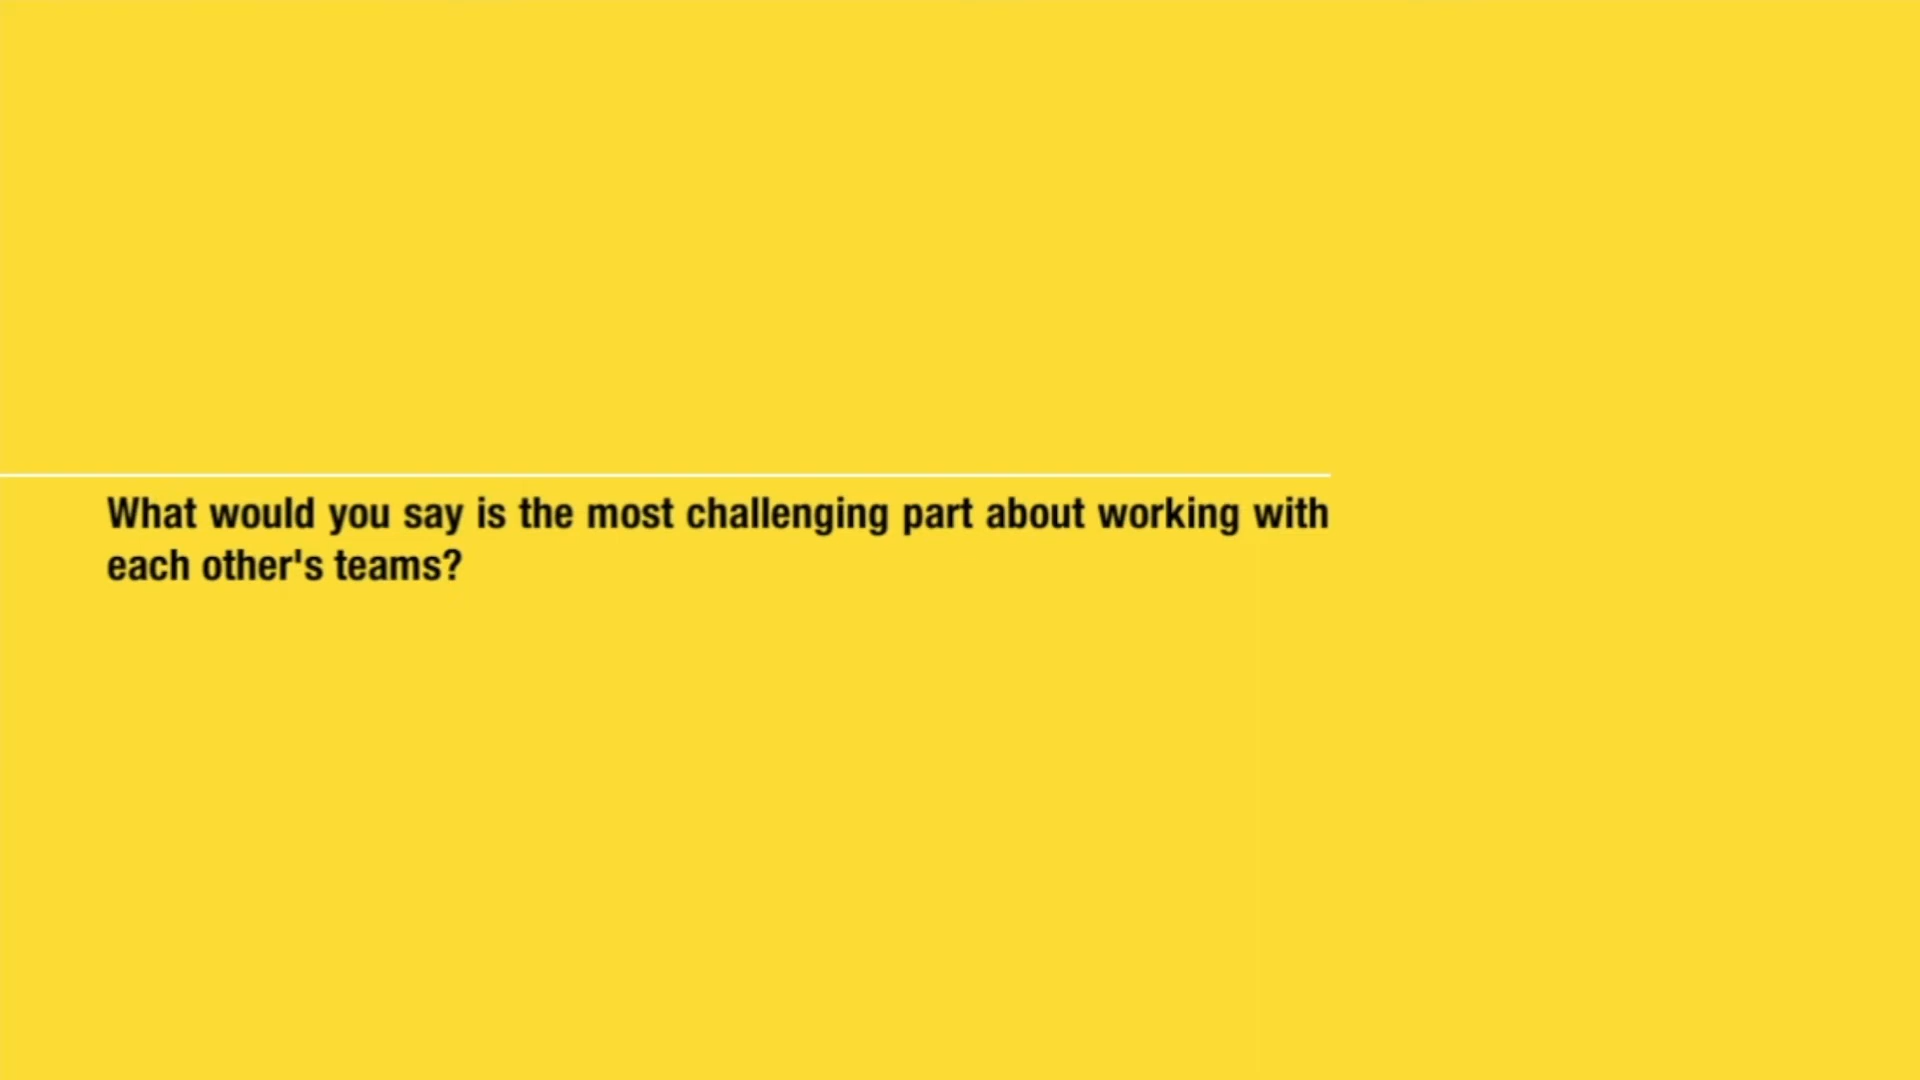 What would you say is the most challenging part about working with
each other's teams?